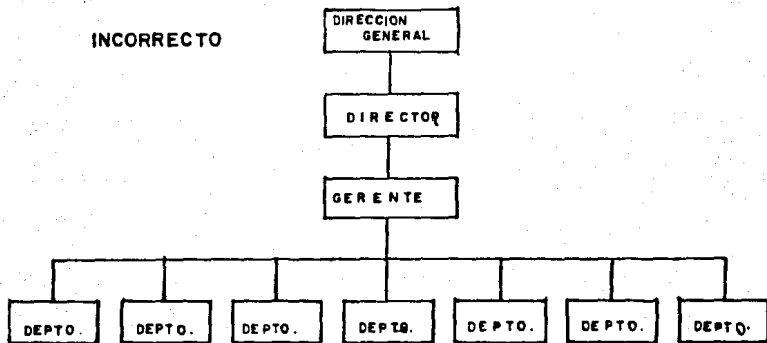 INCORRECTO
DIRECCION
GENERAL
DIRECTOR
GERENTE
DEPTO.
DEPTO.
DEPTO.
DEPTO.
DEPTO.
DEPTO.
DEPTO.